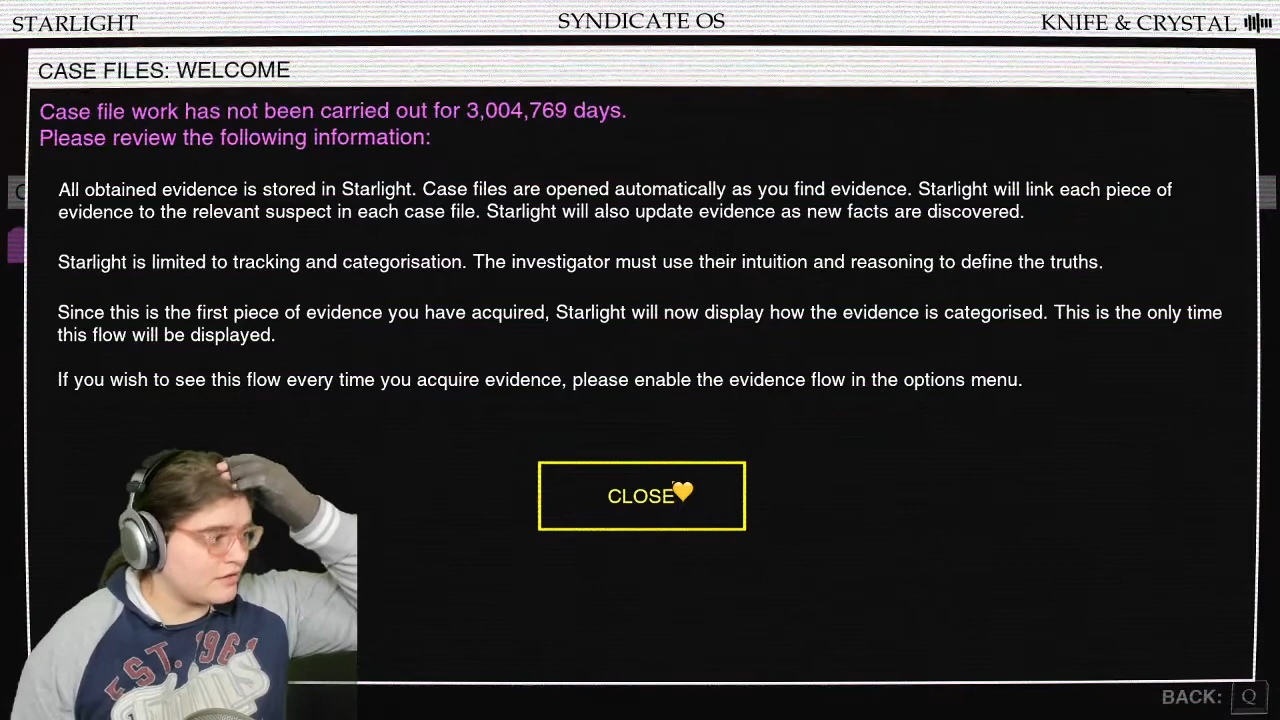 STARLIGHT
SYNDICATE OS
KNIFE & CRYSTAL
CASE FILES: WELCOME
Case file work has not been carried out for 3,004,769 days.
Please review the following information:
All obtained evidence is stored in Starlight. Case files are opened automatically as you find evidence. Starlight will link each piece of
evidence to the relevant suspect in each case file. Starlight will also update evidence as new facts are discovered.
Starlight is limited to tracking and categorisation. The investigator must use their intuition and reasoning to define the truths.
Since this is the first piece of evidence you have acquired, Starlight will now display how the evidence is categorised. This is the only time
this flow will be displayed.
If you wish to see this flow every time you acquire evidence, please enable the evidence flow in the options menu.
CLOSE
EST. 1961
BACK: Q